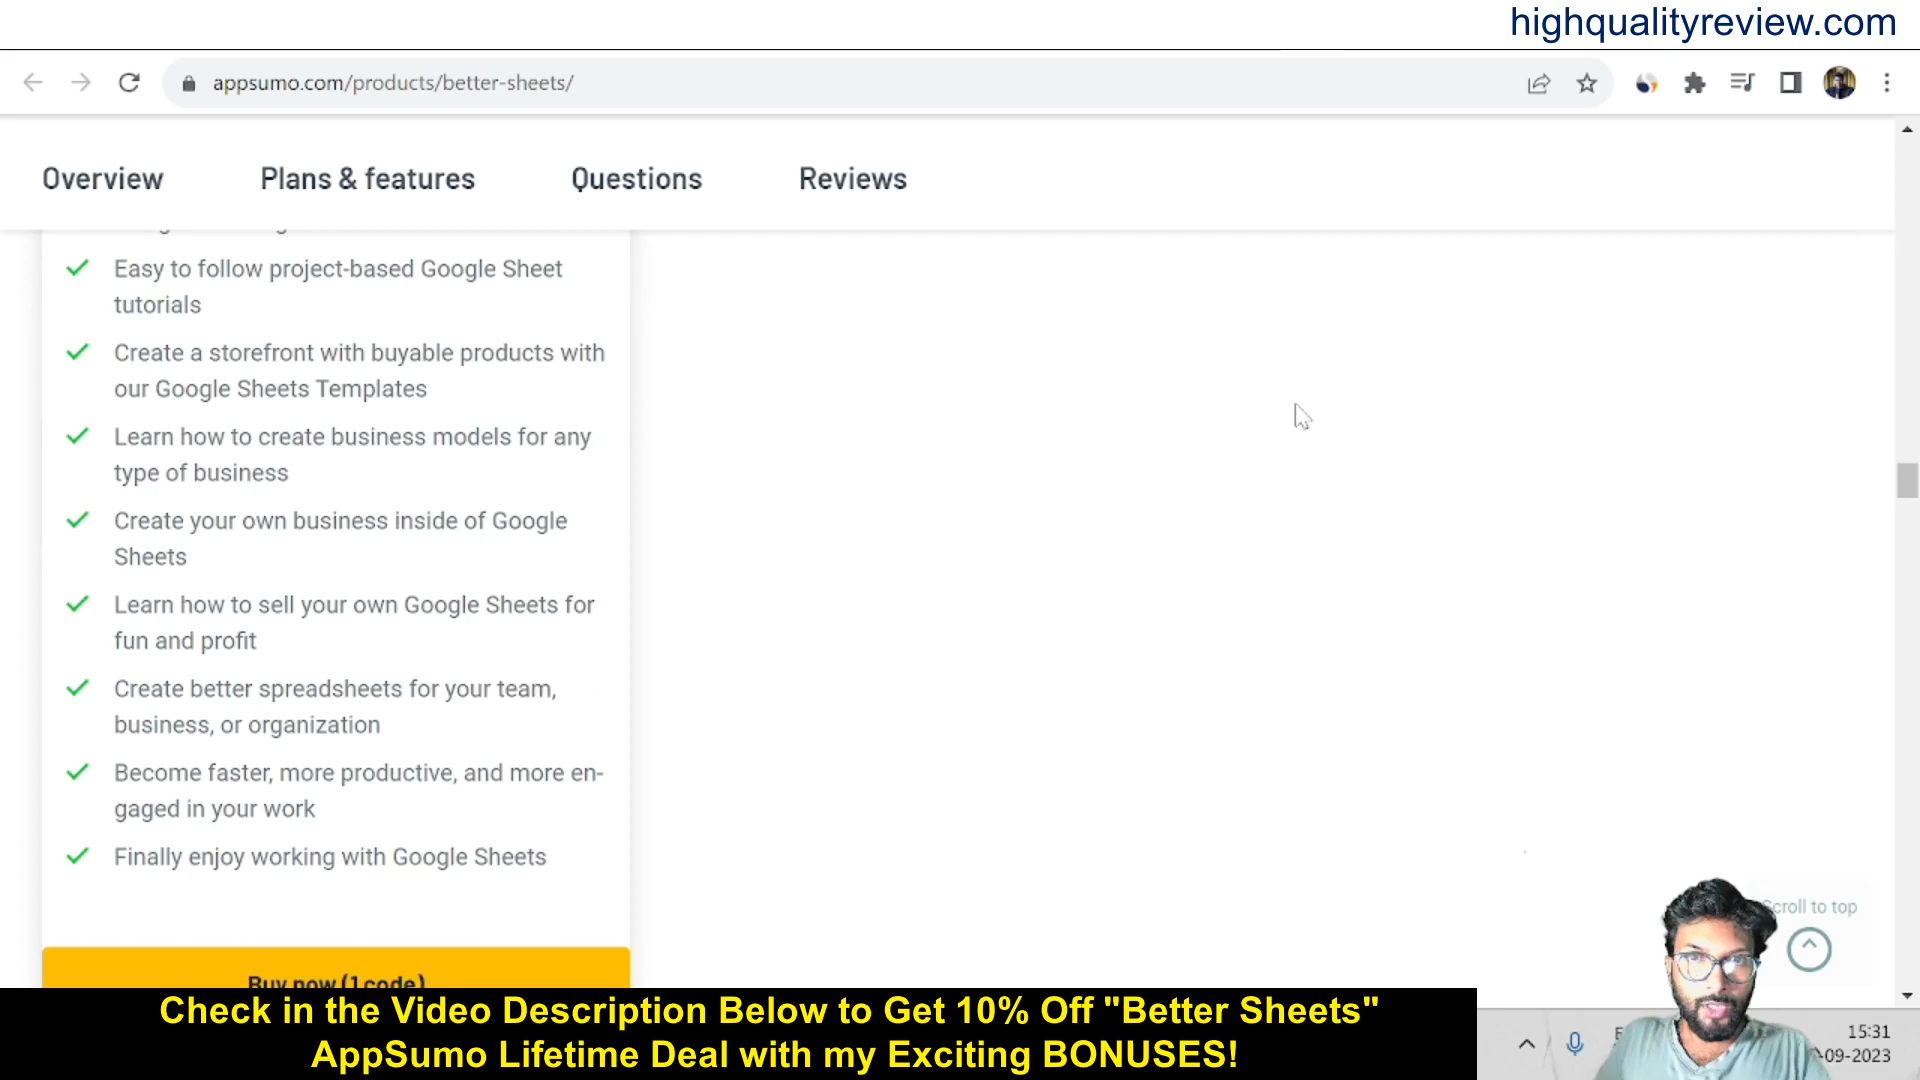 highqualityreview.com
appsumo.com/products/better-sheets/
Overview Plans & features Questions Reviews
Easy to follow project-based Google Sheet
tutorials
Create a storefront with buyable products with
our Google Sheets Templates
Learn how to create business models for any
type of business
Create your own business inside of Google
Sheets
Learn how to sell your own Google Sheets for
fun and profit
Create better spreadsheets for your team,
business, or organization
Become faster, more productive, and more en-
gaged in your work
Finally enjoy working with Google Sheets
Scroll to top
Buy now (1 code)
Check in the Video Description Below to Get 10% Off "Better Sheets"
AppSumo Lifetime Deal with my Exciting BONUSES!
15:31
-09-2023